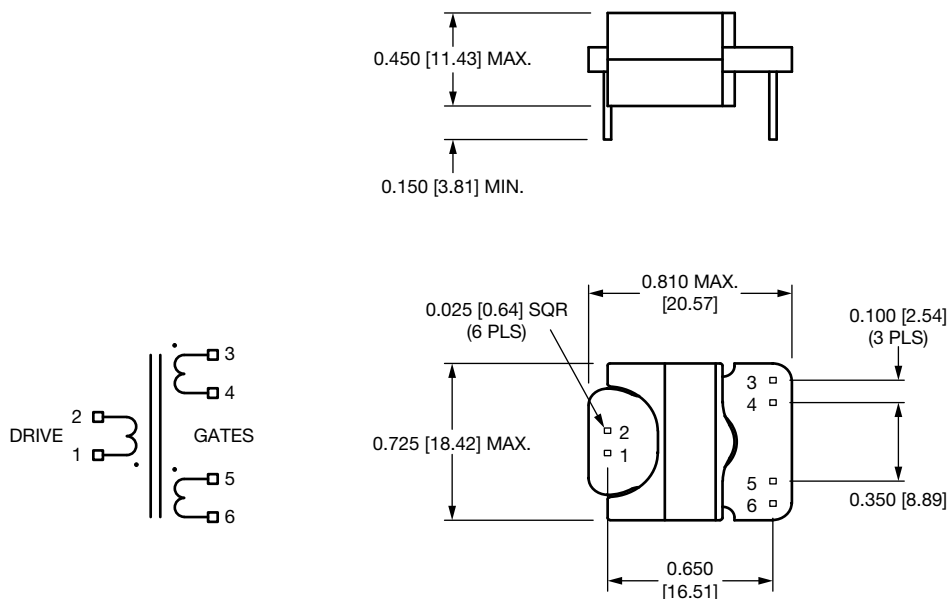 0.450 [11.43] MAX.
0.150 [3.81] MIN.
0.810 MAX.
[20.57]
0.025 [0.64] SQR
(6 PLS)
0.100 [2.54]
(3 PLS)
3
4
2
1
DRIVE
GATES
5
6
0.725 [18.42] MAX.
3
4
2
1
5
6
0.350 [8.89]
0.650
[16.51]